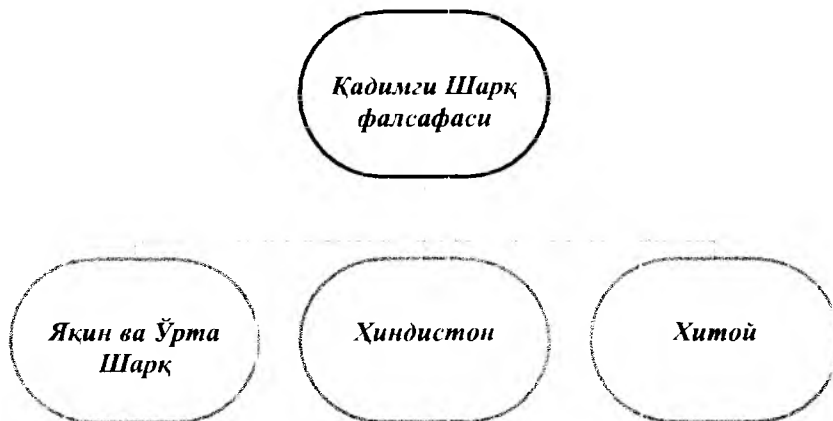 Қадимги Шарқ
фалсафаси
Яқин ва Ўрта
Шарқ
Ҳиндистон
Хитой